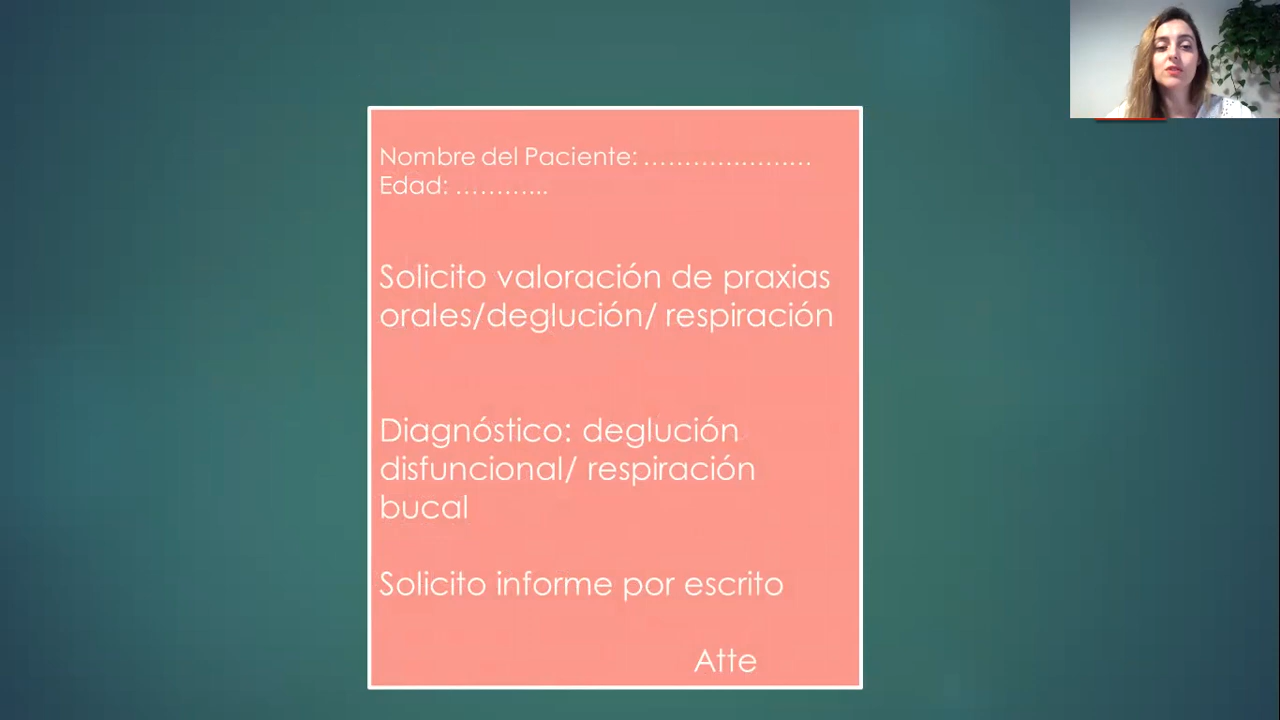 Nombre del Paciente: …………………
Edad: ………...
Solicito valoración de praxias
orales/deglución/ respiración
Diagnóstico: deglución
disfuncional/ respiración
bucal
Solicito informe por escrito
Atte